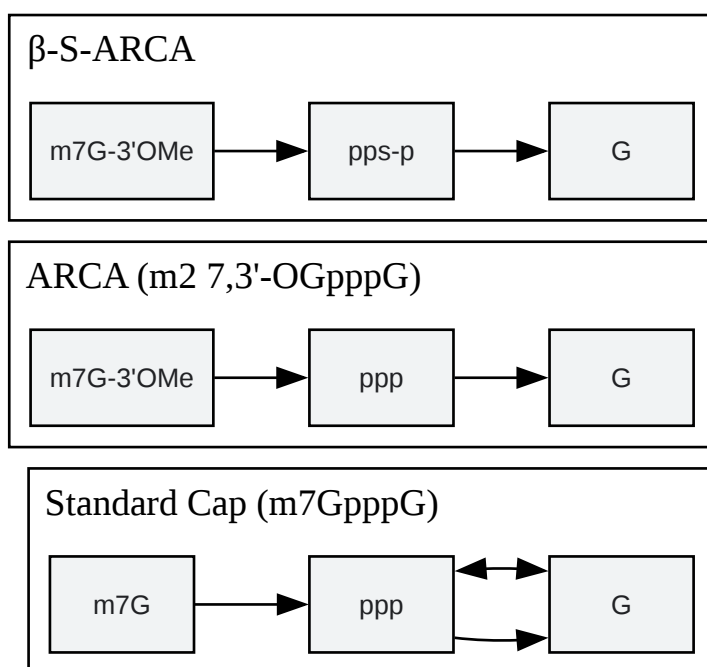 β-S-ARCA
m7G-3'OMe
pps-p
G
ARCA (m2 7,3'-OGpppG)
m7G-3'OMe
ppp
G
Standard Cap (m7GpppG)
m7G
ppp
G